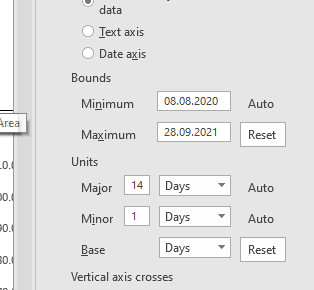 data
Text axis
Date axis
Bounds
Minimum 08.08.2020 Auto
Area
Maximum 28.09.2021 Reset
Units
Major 14 Days Auto
Minor 1 Days Auto
Base Days Reset
Vertical axis crosses